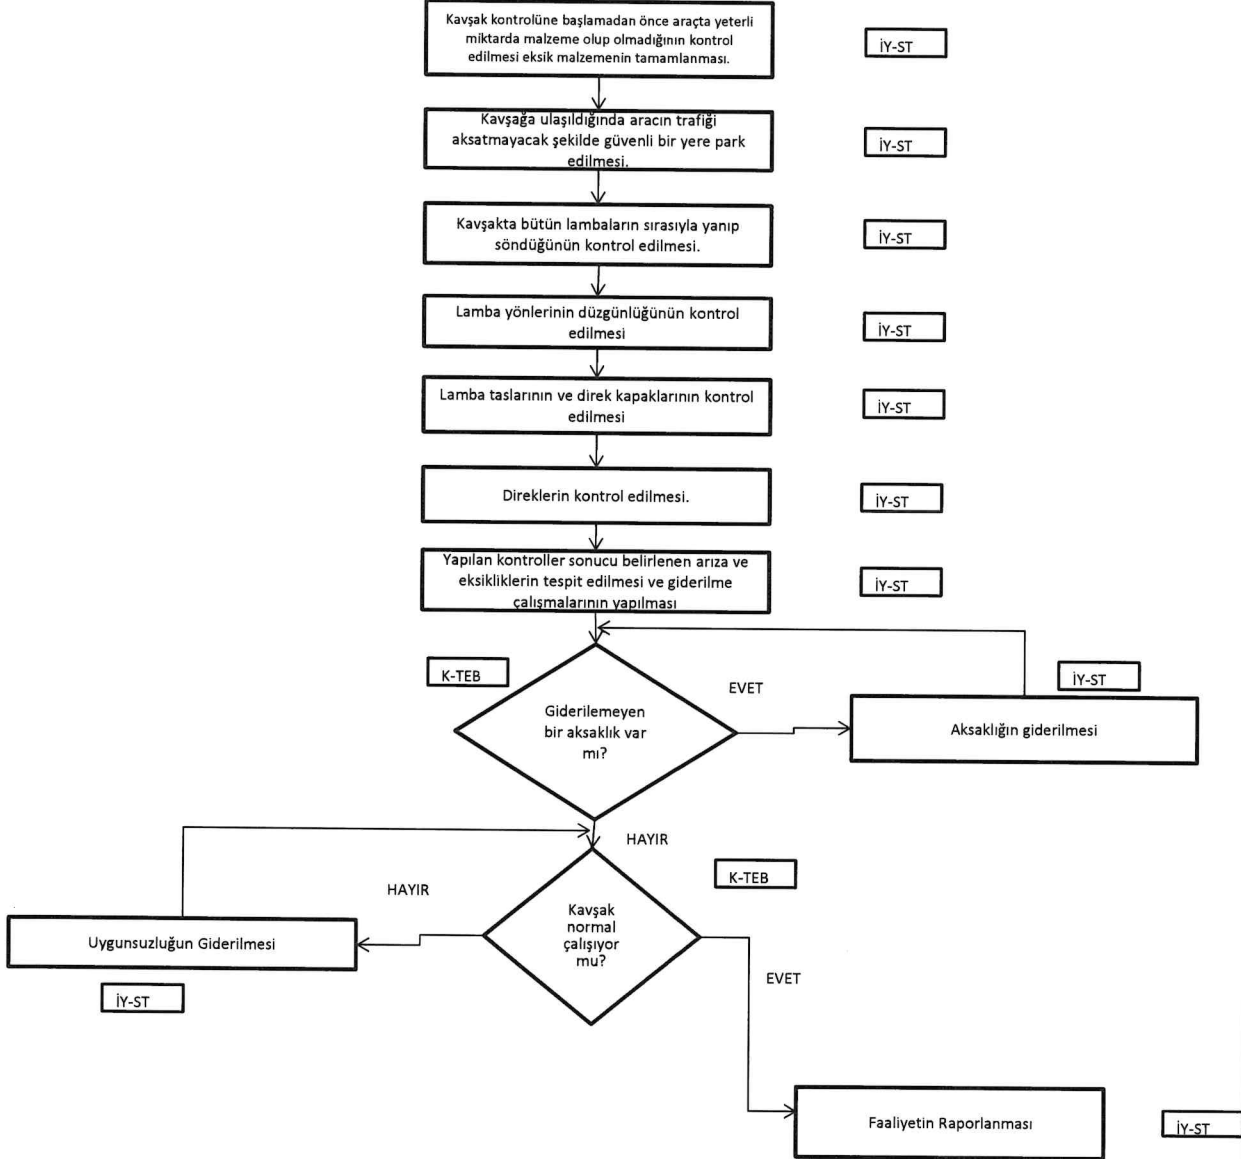 Kavşak kontrolüne başlamadan önce araçta yeterli
miktarda malzeme olup olmadığının kontrol
edilmesi eksik malzemenin tamamlanması.
İY-ST
Kavşağa ulaşıldığında aracın trafiği
aksatmayacak şekilde güvenli bir yere park
edilmesi.
İY-ST
Kavşakta bütün lambaların sırasıyla yanıp
söndüğünün kontrol edilmesi.
İY-ST
Lamba yönlerinin düzgünlüğünün kontrol
edilmesi
İY-ST
Lamba taslarının ve direk kapaklarının kontrol
edilmesi
İY-ST
Direklerin kontrol edilmesi.
İY-ST
Yapılan kontroller sonucu belirlenen arıza ve
eksikliklerin tespit edilmesi ve giderilme
çalışmalarının yapılması
İY-ST
K-TEB
Giderilemeyen
bir aksaklık var
mı?
EVET
İY-ST
Aksaklığın giderilmesi
HAYIR
K-TEB
Kavşak
normal
çalışıyor
mu?
HAYIR
Uygunsuzluğun Giderilmesi
İY-ST
EVET
Faaliyetin Raporlanması
İY-ST